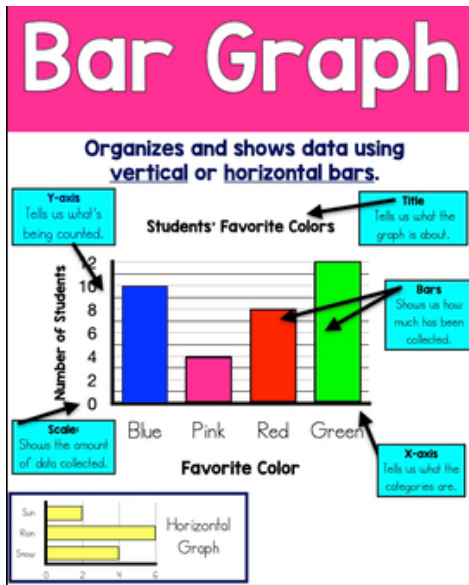 Bar Graph
Organizes and shows data using
vertical or horizontal bars.
Y-axis
Tells us what's
being counted.
Title
Tells us what the
graph is about.
Students' Favorite Colors
Bars
Shows us how
much has been
collected.
Number of Students
12
10
8
6
4
2
0
Blue Pink Red Green
Favorite Color
Scale:
Shows the amount
of data collected.
X-axis
Tells us what the
categories are.
Sun
Rain
Snow
0 2 4 6
Horizontal
Graph